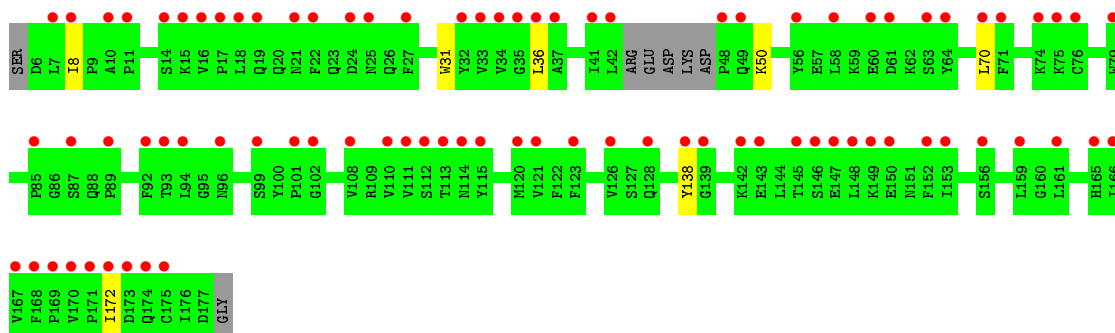 SER D6 L7 I8 P9 A10 P11 S14 K15 V16 P17 L18 Q19 Q20 N21 F22 Q23 D24 N25 Q26 F27 W31 Y32 V33 V34 G35 L36 A37 I41 L42 ARG GLU ASP LYS ASP P48 Q49 K50 Y56 E57 L58 K59 E60 D61 K62 S63 Y64 L70 F71 K74 K75 C76 W79
P85 G86 S87 Q88 P89 F92 T93 L94 G95 N96 S99 Y100 P101 G102 V108 R109 V110 V111 S112 T113 N114 Y115 M120 V121 F122 F123 V126 S127 Q128 Y138 G139 K142 E143 L144 T145 S146 E147 L148 K149 E150 N151 F152 I153 S156 L159 G160 L161 H165 I166
V167 F168 P169 V170 P171 I172 D173 Q174 C175 I176 D177 GLY